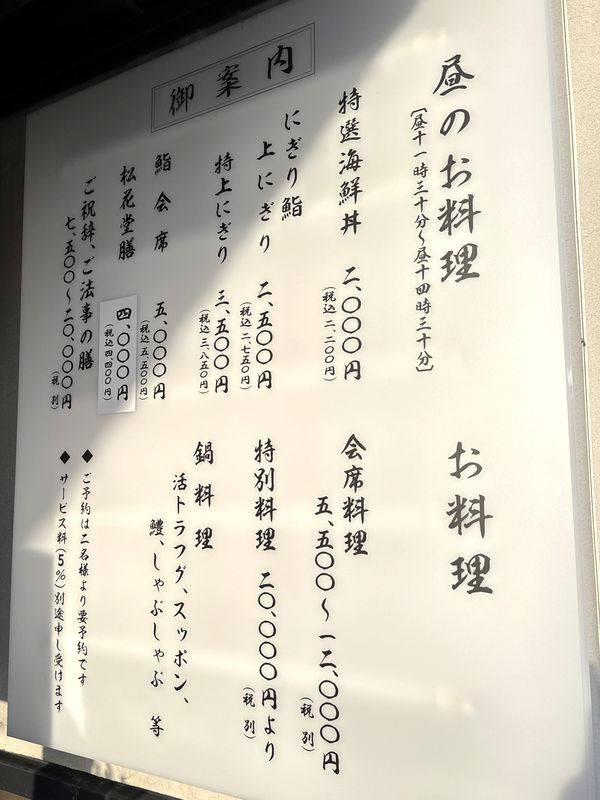 御案内
昼のお料理
[昼十一時三十分〜昼十四時三十分]
特選海鮮丼 二、〇〇〇円
(税込 二、二〇〇円)
にぎり鮨
上にぎり 二、五〇〇円
(税込 二、七五〇円)
特上にぎり 三、五〇〇円
(税込 三、八五〇円)
鮨会席 五、〇〇〇円
(税込 五、五〇〇円)
松花堂膳 四、〇〇〇円
(税込 四四〇〇円)
ご祝粹、ご法事の膳
七、五〇〇〜二〇、〇〇〇円
(税別)
お料理
会席料理
五、五〇〇〜一二、〇〇〇円
(税別)
特別料理 二〇、〇〇〇円より
(税別)
鍋料理
活トラフグ、スッポン、
鱧、しゃぶしゃぶ 等
◆ ご予約は二名様より要予約です
◆ サービス料(5%)別途申し受けます